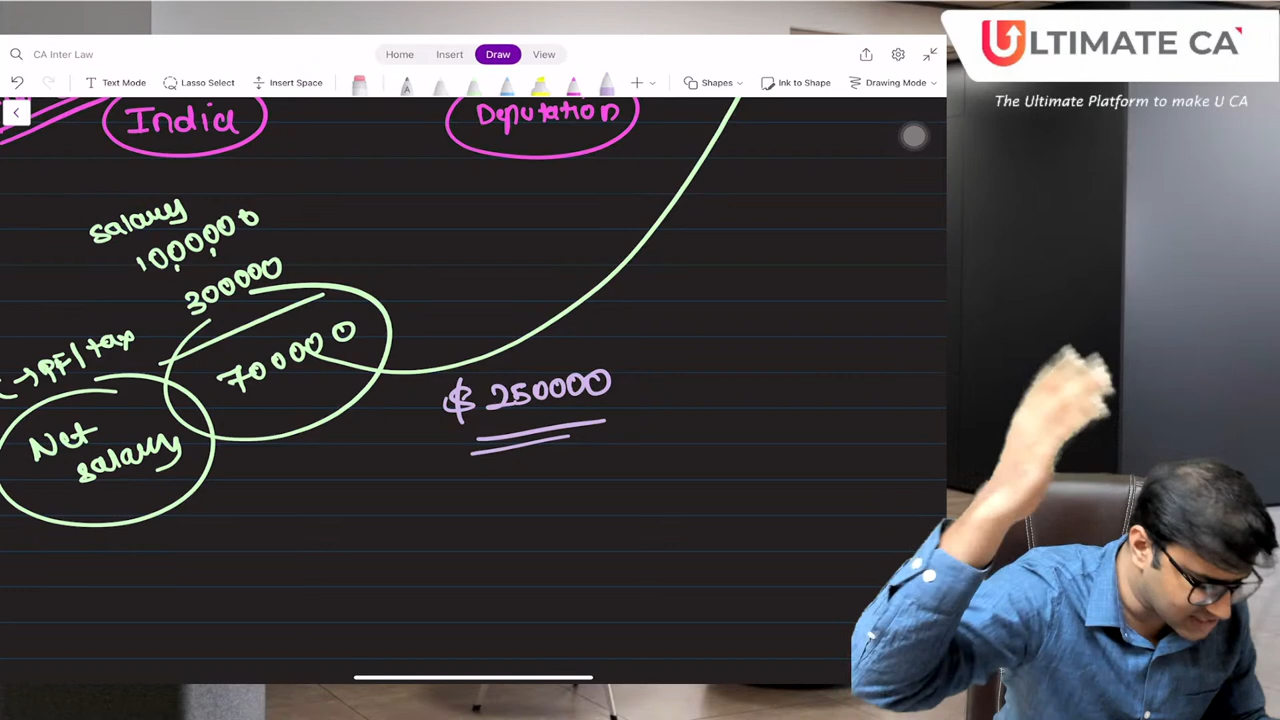 CA Inter Law
Home Insert Draw View
Text Mode Lasso Select Insert Space Shapes Ink to Shape Drawing Mode
ULTIMATE CA
The Ultimate Platform to make U CA
India
Deputation
salary
1000000
300000
700000
→ PF/tax
Net
salary
$ 250000